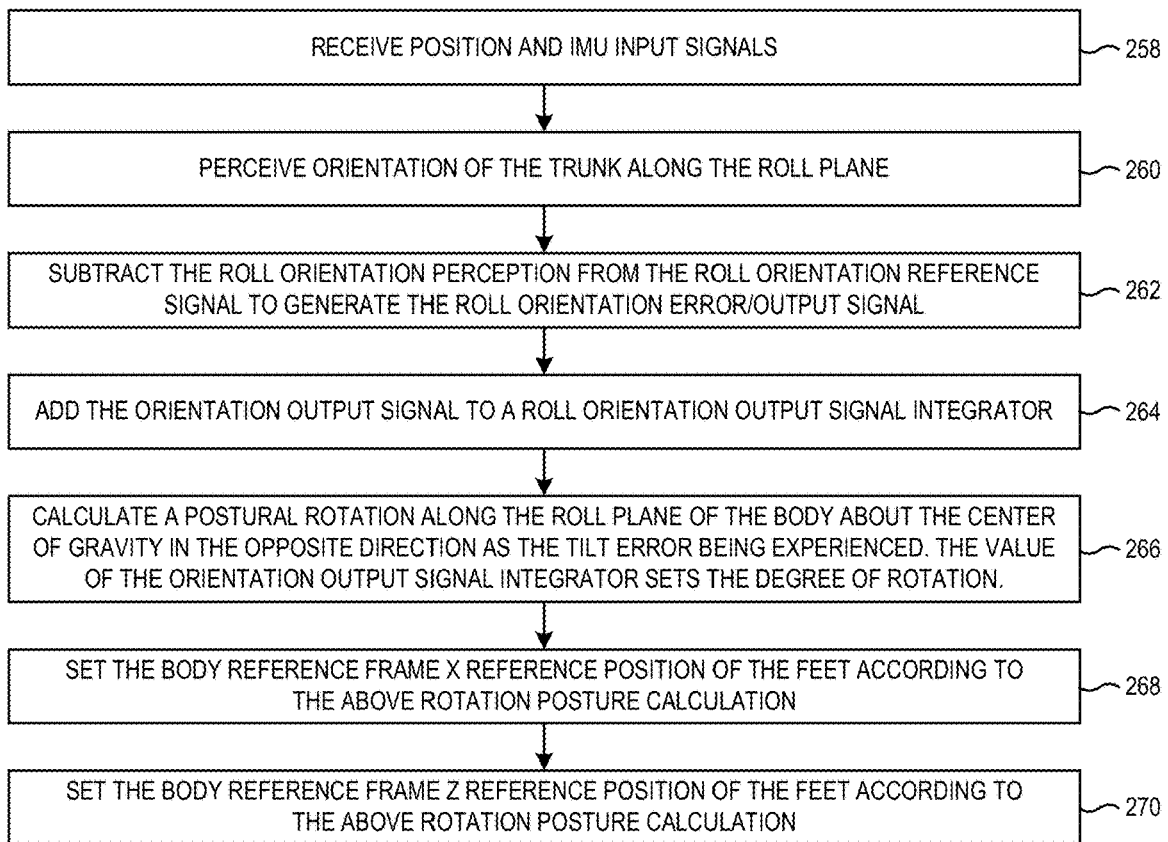 RECEIVE POSITION AND IMU INPUT SIGNALS
258
PERCEIVE ORIENTATION OF THE TRUNK ALONG THE ROLL PLANE
260
SUBTRACT THE ROLL ORIENTATION PERCEPTION FROM THE ROLL ORIENTATION REFERENCE
SIGNAL TO GENERATE THE ROLL ORIENTATION ERROR/OUTPUT SIGNAL
262
ADD THE ORIENTATION OUTPUT SIGNAL TO A ROLL ORIENTATION OUTPUT SIGNAL INTEGRATOR
264
CALCULATE A POSTURAL ROTATION ALONG THE ROLL PLANE OF THE BODY ABOUT THE CENTER
OF GRAVITY IN THE OPPOSITE DIRECTION AS THE TILT ERROR BEING EXPERIENCED. THE VALUE
OF THE ORIENTATION OUTPUT SIGNAL INTEGRATOR SETS THE DEGREE OF ROTATION.
266
SET THE BODY REFERENCE FRAME X REFERENCE POSITION OF THE FEET ACCORDING TO
THE ABOVE ROTATION POSTURE CALCULATION
268
SET THE BODY REFERENCE FRAME Z REFERENCE POSITION OF THE FEET ACCORDING TO
THE ABOVE ROTATION POSTURE CALCULATION
270